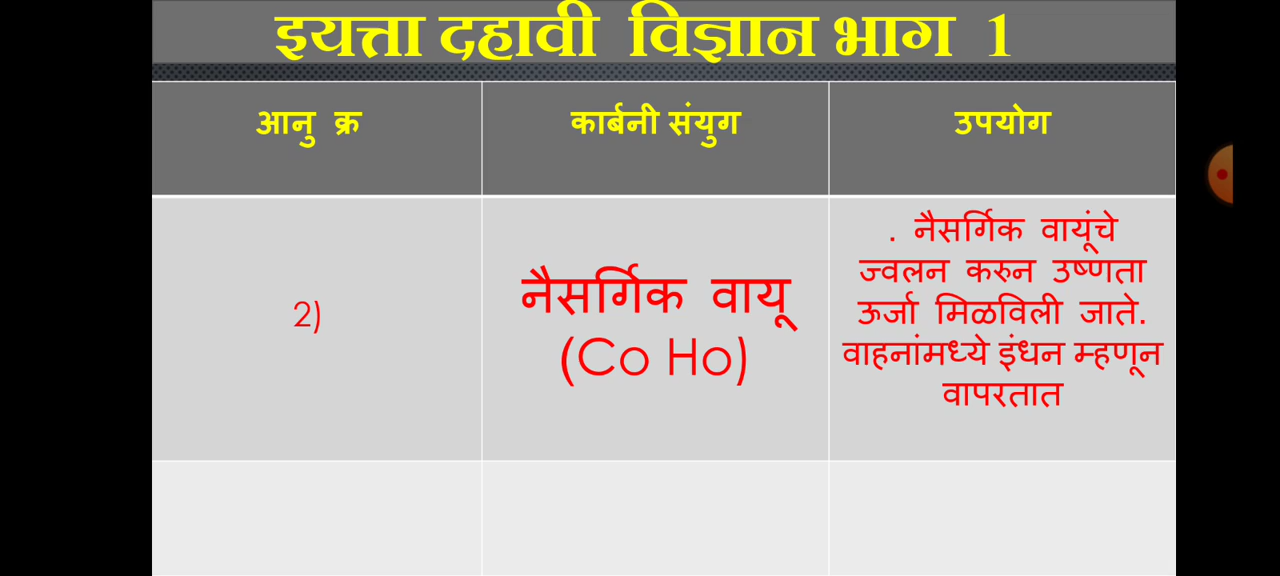 इयत्ता दहावी विज्ञान भाग 1
आनु क्र
कार्बनी संयुग
उपयोग
2)
नैसर्गिक वायू
(Co Ho)
. नैसर्गिक वायूंचे
ज्वलन करुन उष्णता
ऊर्जा मिळविली जाते.
वाहनांमध्ये इंधन म्हणून
वापरतात